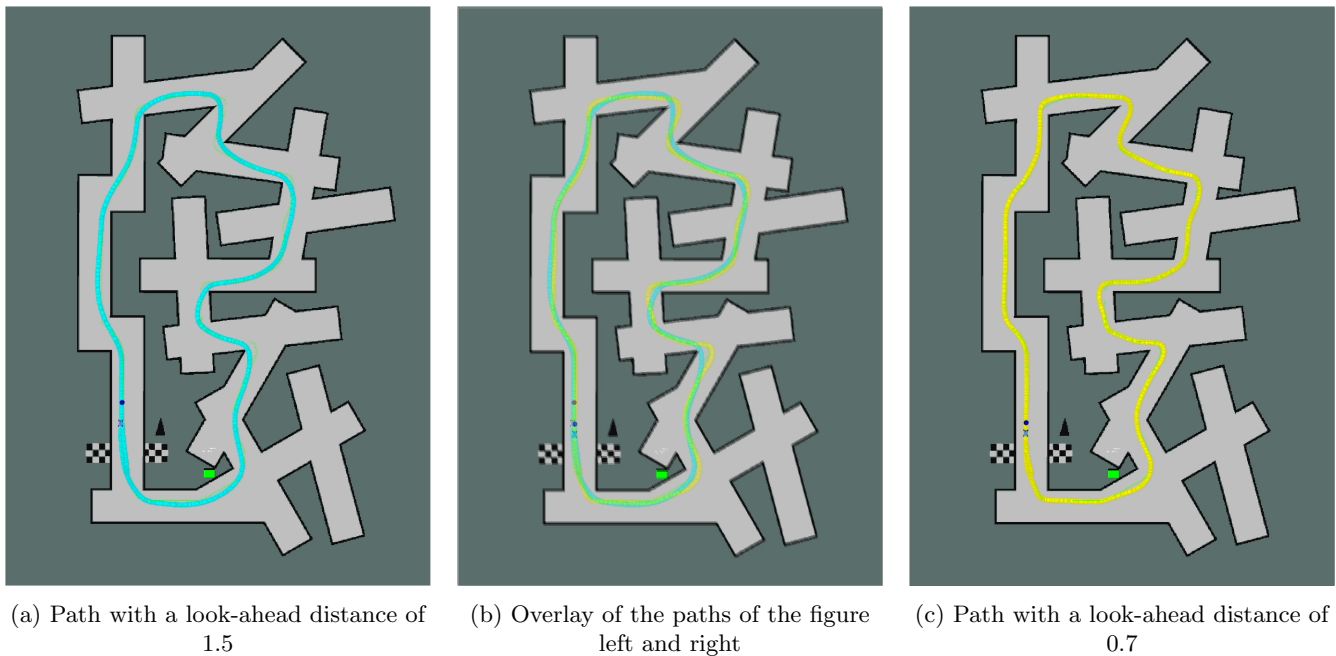 (a) Path with a look-ahead distance of
1.5
(b) Overlay of the paths of the figure
left and right
(c) Path with a look-ahead distance of
0.7